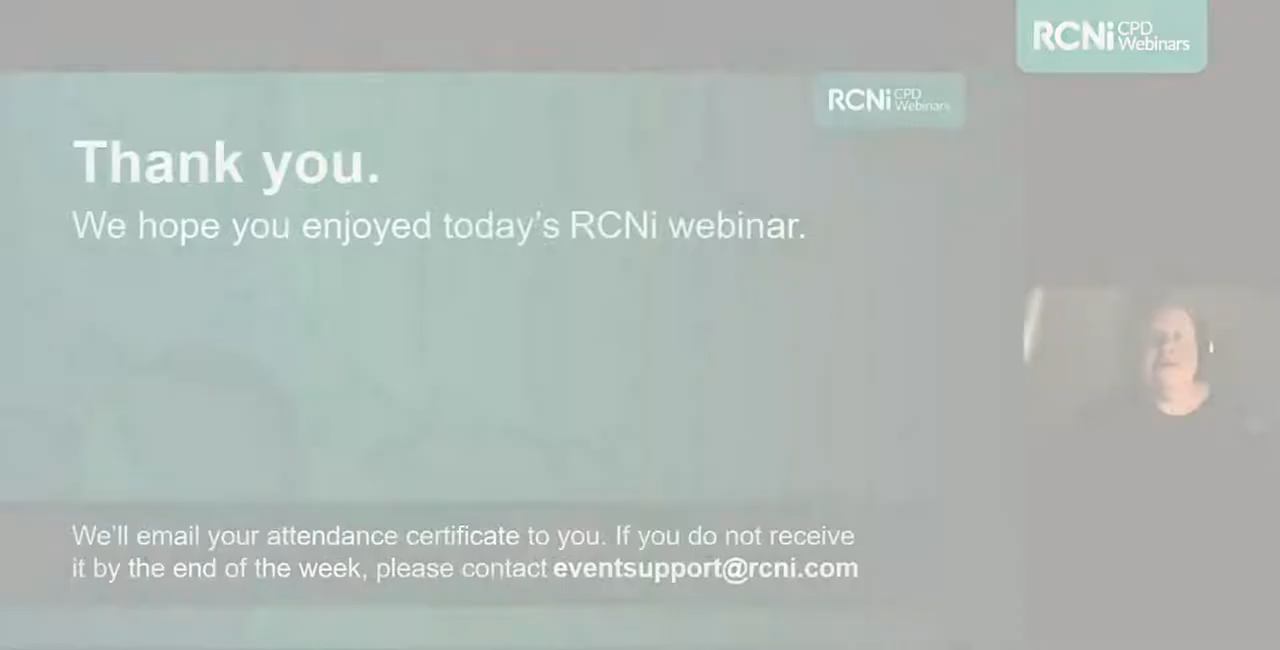 RCNi CPD Webinars
RCNi CPD Webinars
Thank you.
We hope you enjoyed today's RCNi webinar.
We'll email your attendance certificate to you. If you do not receive
it by the end of the week, please contact eventsupport@rcni.com